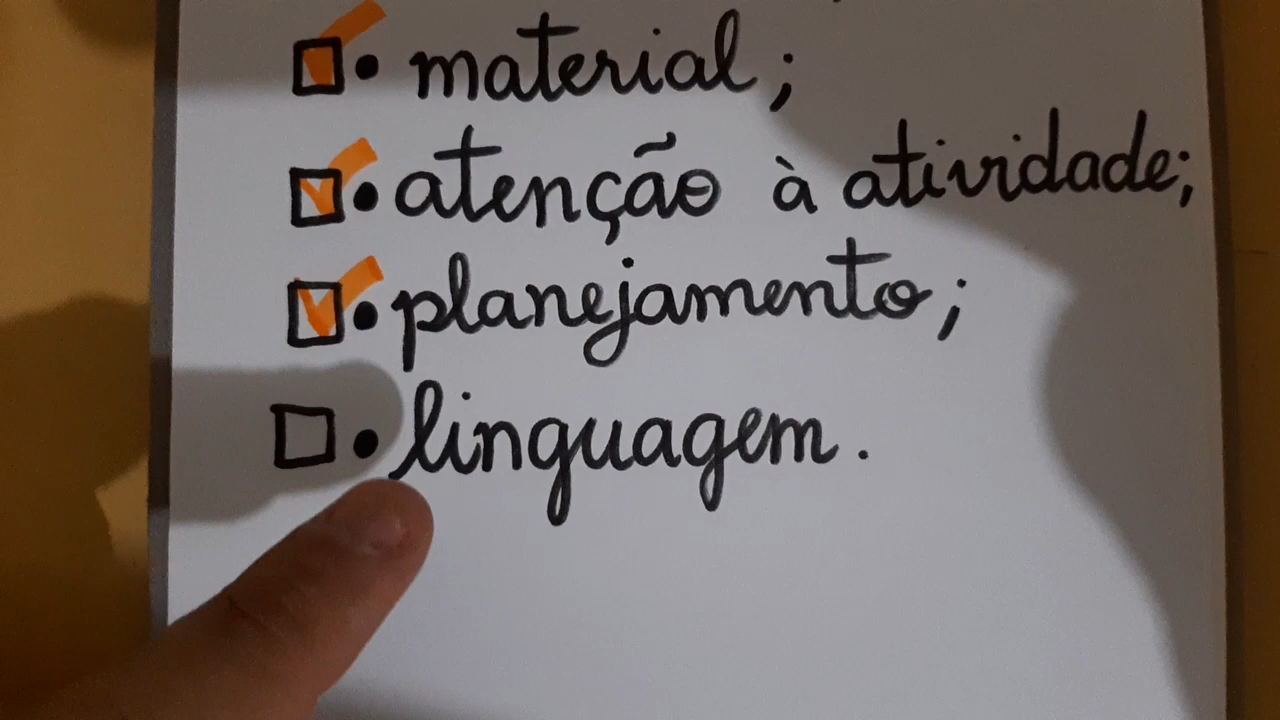 • material;
• atenção à atividade;
• planejamento;
• linguagem.